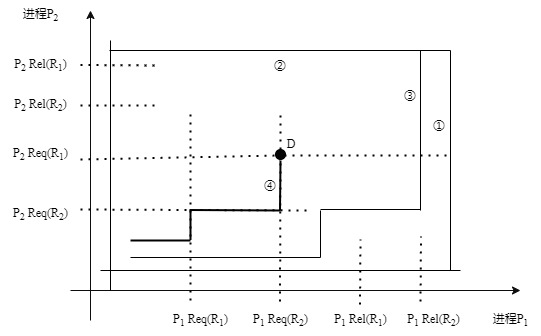 进程P₂
P₂ Rel(R₁)
②
P₂ Rel(R₂)
③
①
P₂ Req(R₁)
D
④
P₂ Req(R₂)
P₁ Req(R₁)
P₁ Req(R₂)
P₁ Rel(R₁)
P₁ Rel(R₂)
进程P₁